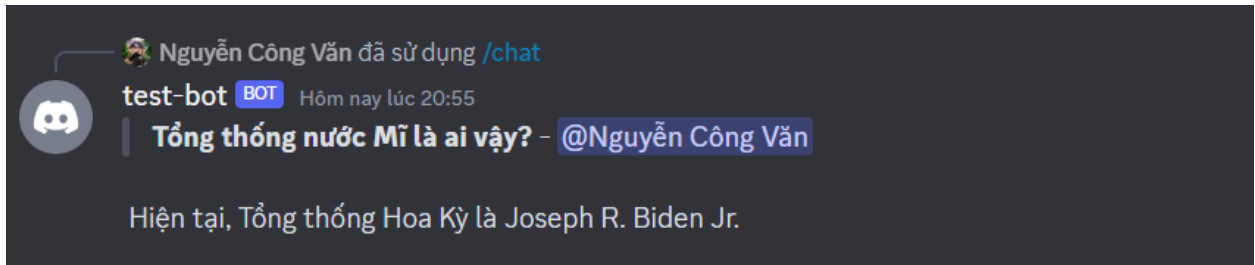 Nguyễn Công Văn đã sử dụng /chat
test-bot BOT Hôm nay lúc 20:55
Tổng thống nước Mĩ là ai vậy? - @Nguyễn Công Văn
Hiện tại, Tổng thống Hoa Kỳ là Joseph R. Biden Jr.